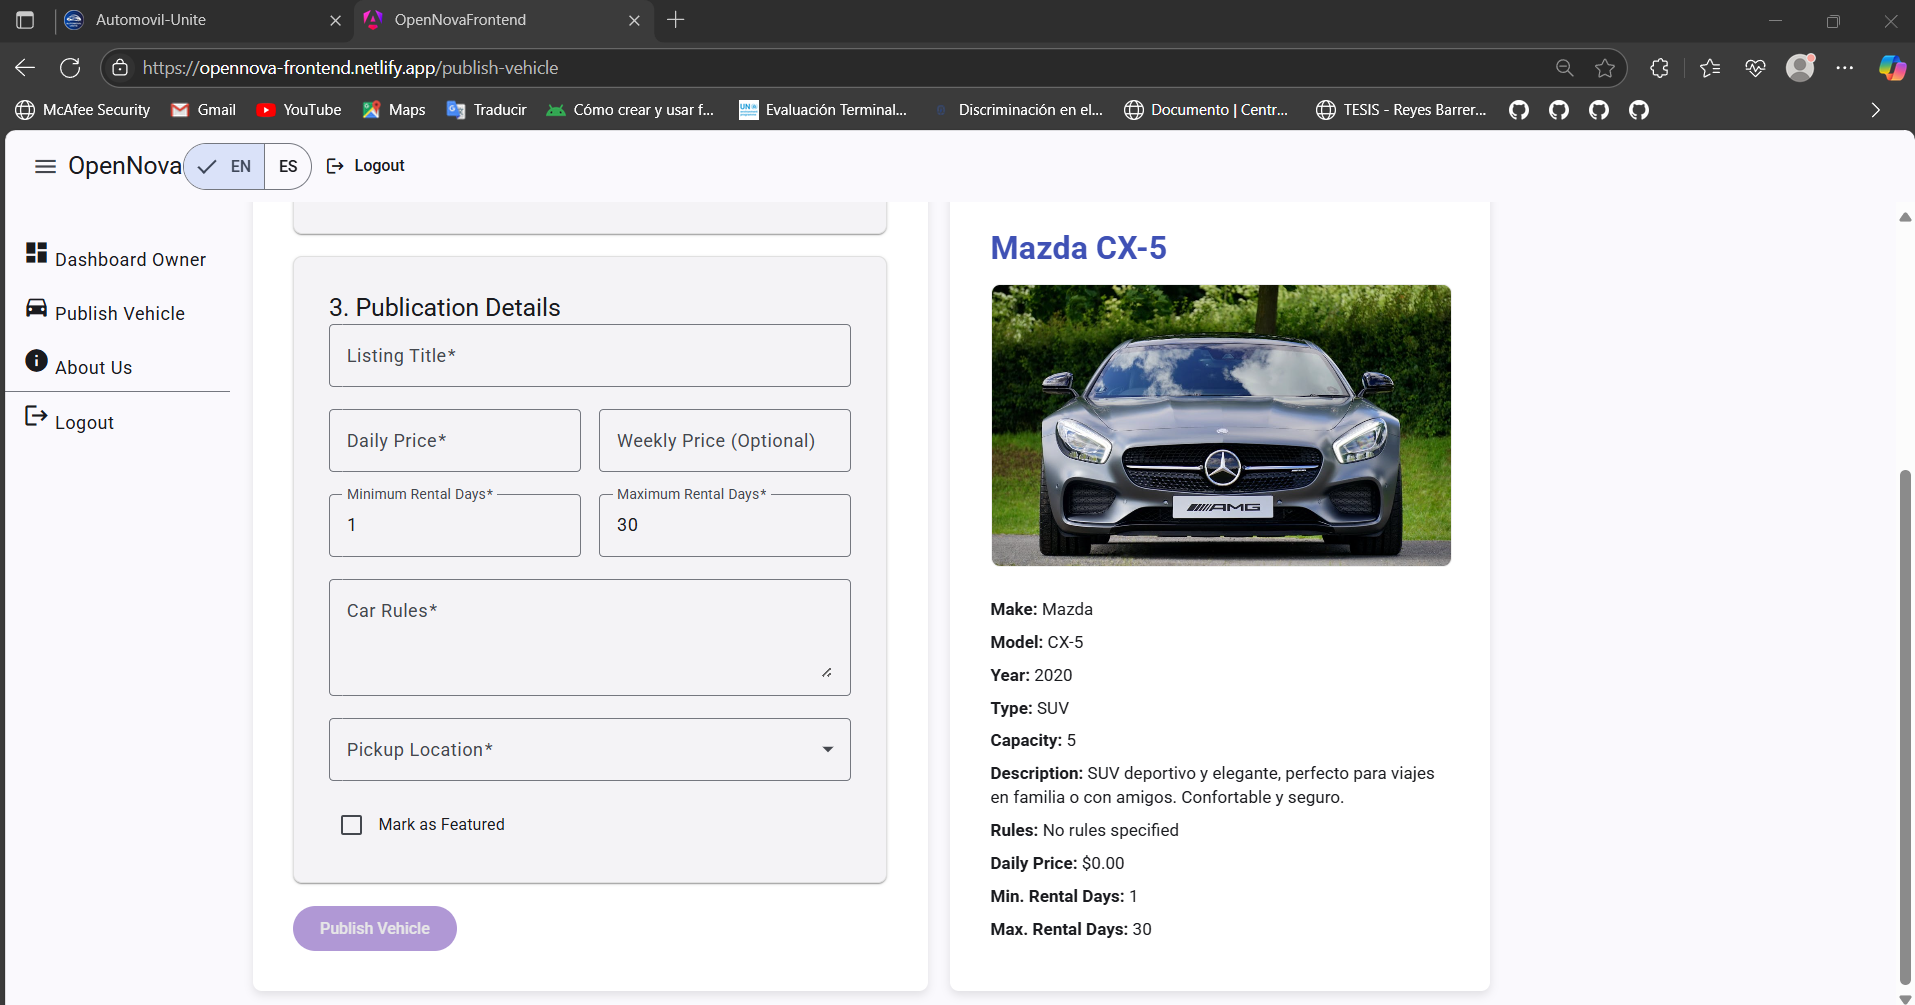 Automovil-Unite
OpenNovaFrontend
https://opennova-frontend.netlify.app/publish-vehicle
McAfee Security
Gmail
YouTube
Maps
Traducir
Cómo crear y usar f...
Evaluación Terminal...
Discriminación en el...
Documento | Centr...
TESIS - Reyes Barrer...
OpenNova
EN
ES
Logout
Dashboard Owner
Publish Vehicle
About Us
Logout
3. Publication Details
Listing Title*
Daily Price*
Weekly Price (Optional)
Minimum Rental Days*
1
Maximum Rental Days*
30
Car Rules*
Pickup Location*
Mark as Featured
Publish Vehicle
Mazda CX-5
AMG
Make: Mazda
Model: CX-5
Year: 2020
Type: SUV
Capacity: 5
Description: SUV deportivo y elegante, perfecto para viajes
en familia o con amigos. Confortable y seguro.
Rules: No rules specified
Daily Price: $0.00
Min. Rental Days: 1
Max. Rental Days: 30